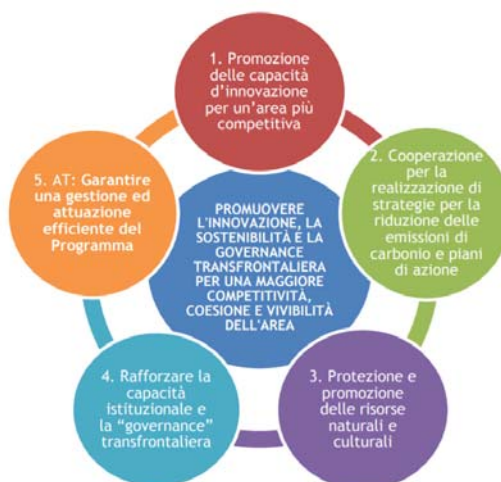 1. Promozione
delle capacità
d'innovazione
per un'area più
competitiva
2. Cooperazione
per la
realizzazione di
strategie per la
riduzione delle
emissioni di
carbonio e piani
di azione
3. Protezione e
promozione
delle risorse
naturali e
culturali
4. Rafforzare la
capacità
istituzionale e
la “governance”
transfrontaliera
5. AT: Garantire
una gestione ed
attuazione
efficiente del
Programma
PROMUOVERE
L'INNOVAZIONE, LA
SOSTENIBILITÀ E LA
GOVERNANCE
TRANSFRONTALIERA
PER UNA MAGGIORE
COMPETITIVITÀ,
COESIONE E VIVIBILITÀ
DELL'AREA